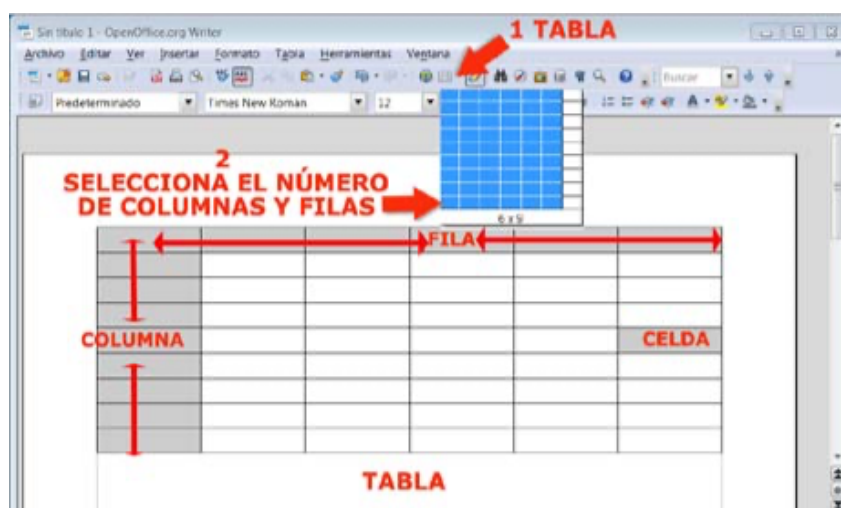 Sin título 1 - OpenOffice.org Writer
1 TABLA
Archivo Editar Ver Insertar Formato Tabla Herramientas Ventana
Buscar
Predeterminado Times New Roman 12
2
SELECCIONA EL NÚMERO
DE COLUMNAS Y FILAS
6 x 9
FILA
COLUMNA
CELDA
TABLA